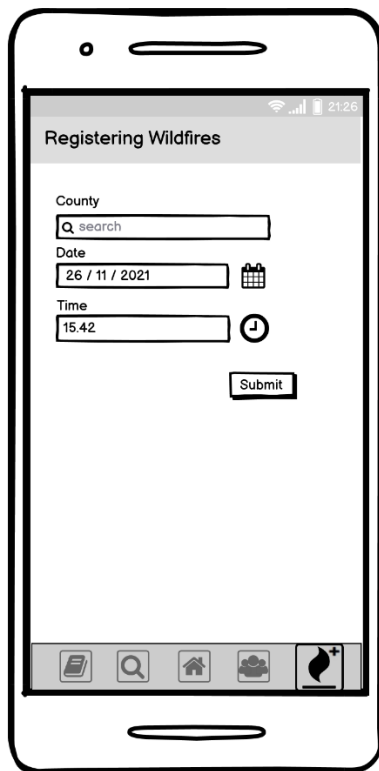 21:26
Registering Wildfires
County
search
Date
26 / 11 / 2021
Time
15.42
Submit